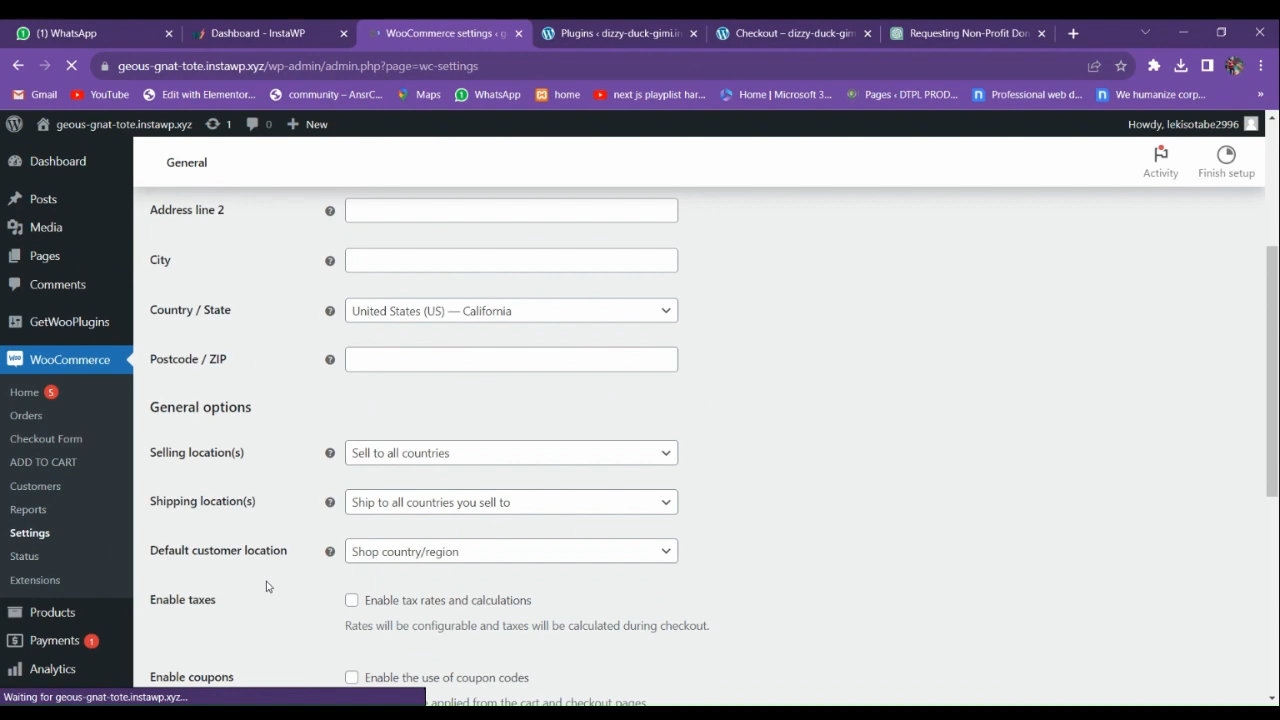 (1) WhatsApp
Dashboard - InstaWP
WooCommerce settings ‹ g
Plugins ‹ dizzy-duck-gimi.in
Checkout – dizzy-duck-gim
Requesting Non-Profit Don
geous-gnat-tote.instawp.xyz/wp-admin/admin.php?page=wc-settings
Gmail
YouTube
Edit with Elementor...
community – AnsrC...
Maps
WhatsApp
home
next js playlist har...
Home | Microsoft 3...
Pages ‹ DTPL PROD...
Professional web d...
We humanize corp...
»
geous-gnat-tote.instawp.xyz
1
0
New
Howdy, lekisotabe2996
Dashboard
Posts
Media
Pages
Comments
GetWooPlugins
WooCommerce
Home 5
Orders
Checkout Form
ADD TO CART
Customers
Reports
Settings
Status
Extensions
Products
Payments 1
Analytics
General
Activity
Finish setup
Address line 2
City
Country / State
United States (US) — California
Postcode / ZIP
General options
Selling location(s)
Sell to all countries
Shipping location(s)
Ship to all countries you sell to
Default customer location
Shop country/region
Enable taxes
Enable tax rates and calculations
Rates will be configurable and taxes will be calculated during checkout.
Enable coupons
Enable the use of coupon codes
applied from the cart and checkout pages
Waiting for geous-gnat-tote.instawp.xyz...